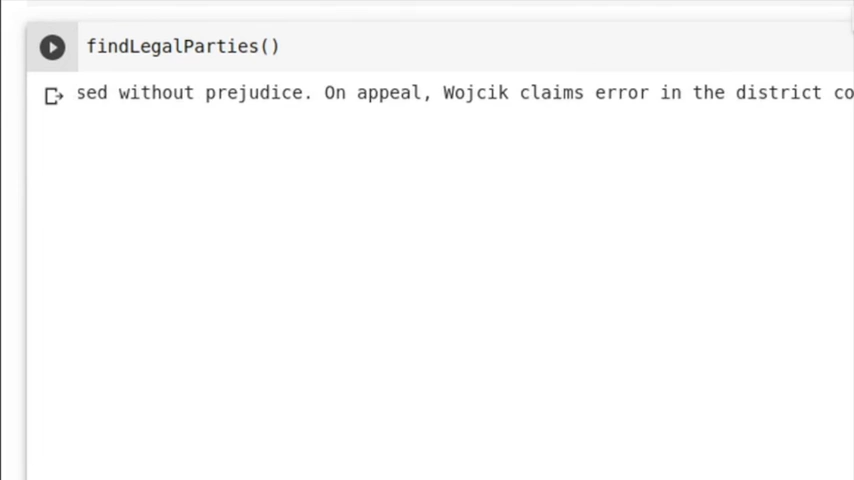 findLegalParties()
sed without prejudice. On appeal, Wojcik claims error in the district co